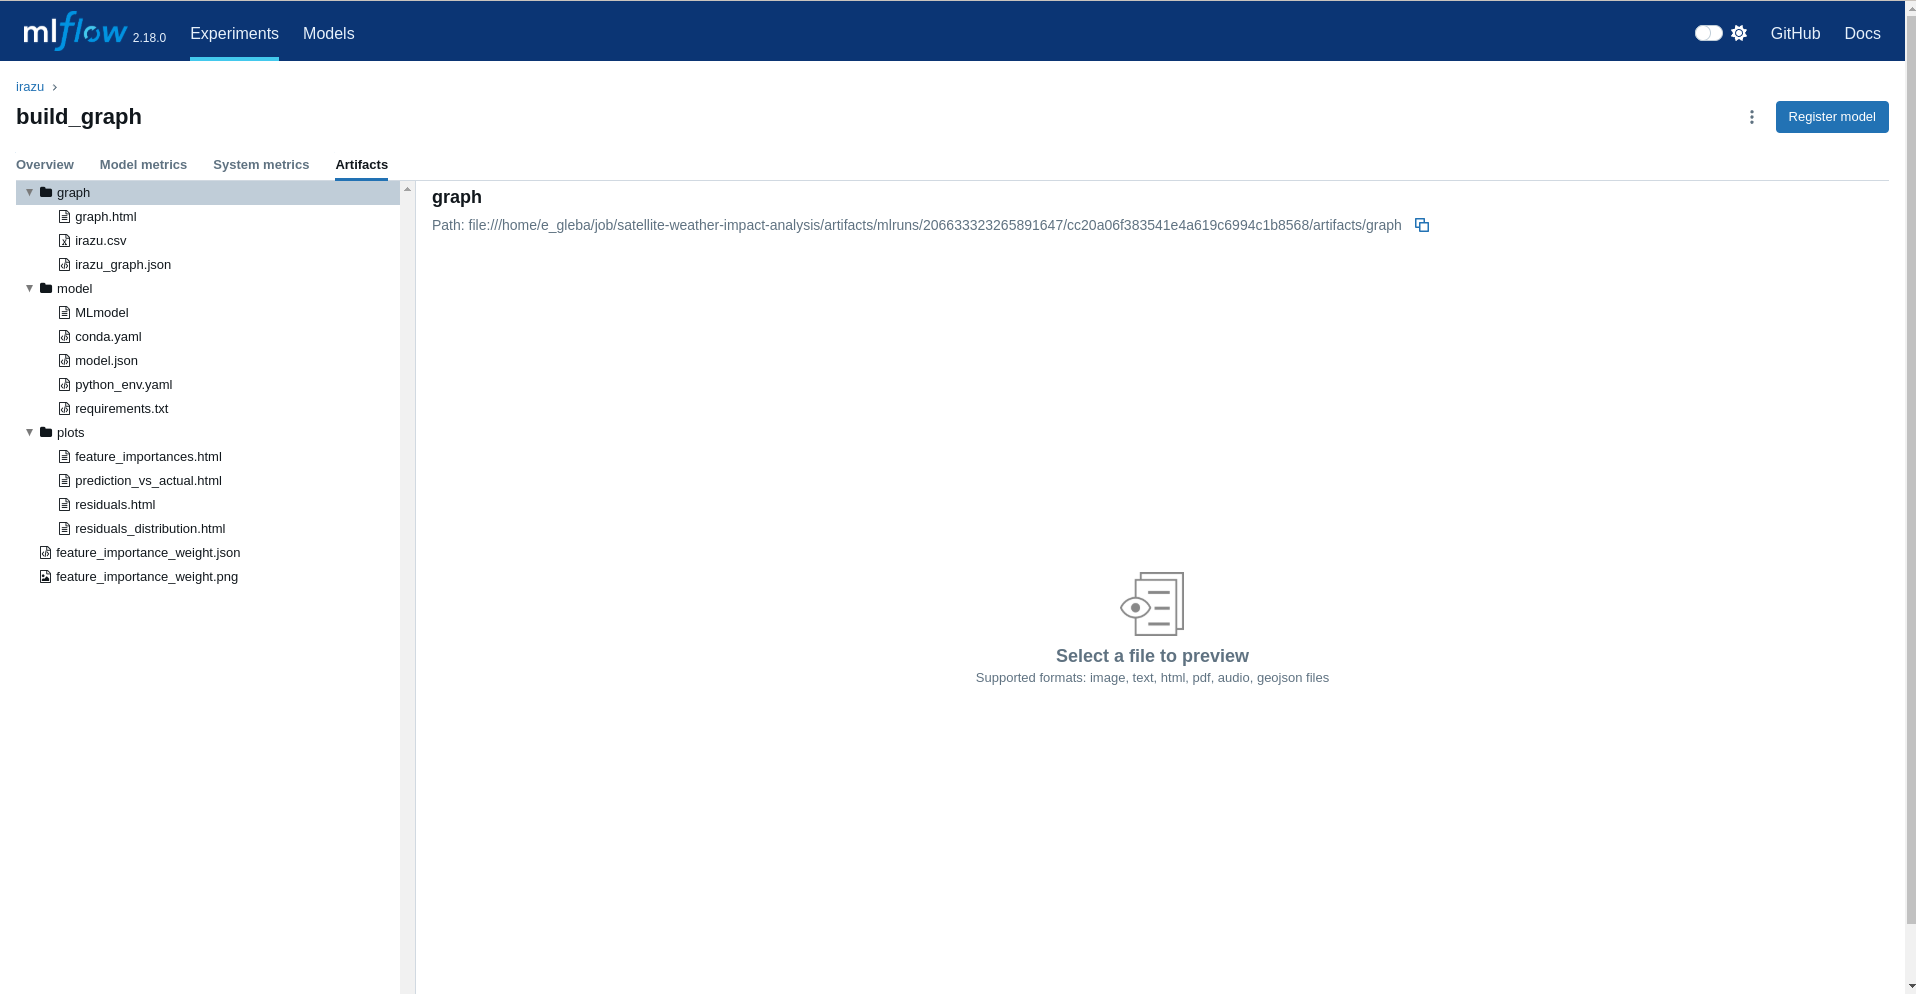 mlflow 2.18.0 Experiments Models GitHub Docs
irazu
build_graph
Register model
Overview Model metrics System metrics Artifacts
graph
graph.html
irazu.csv
irazu_graph.json
model
MLmodel
conda.yaml
model.json
python_env.yaml
requirements.txt
plots
feature_importances.html
prediction_vs_actual.html
residuals.html
residuals_distribution.html
feature_importance_weight.json
feature_importance_weight.png
graph
Path: file:///home/e_gleba/job/satellite-weather-impact-analysis/artifacts/mlruns/206633323265891647/cc20a06f383541e4a619c6994c1b8568/artifacts/graph
Select a file to preview
Supported formats: image, text, html, pdf, audio, geojson files